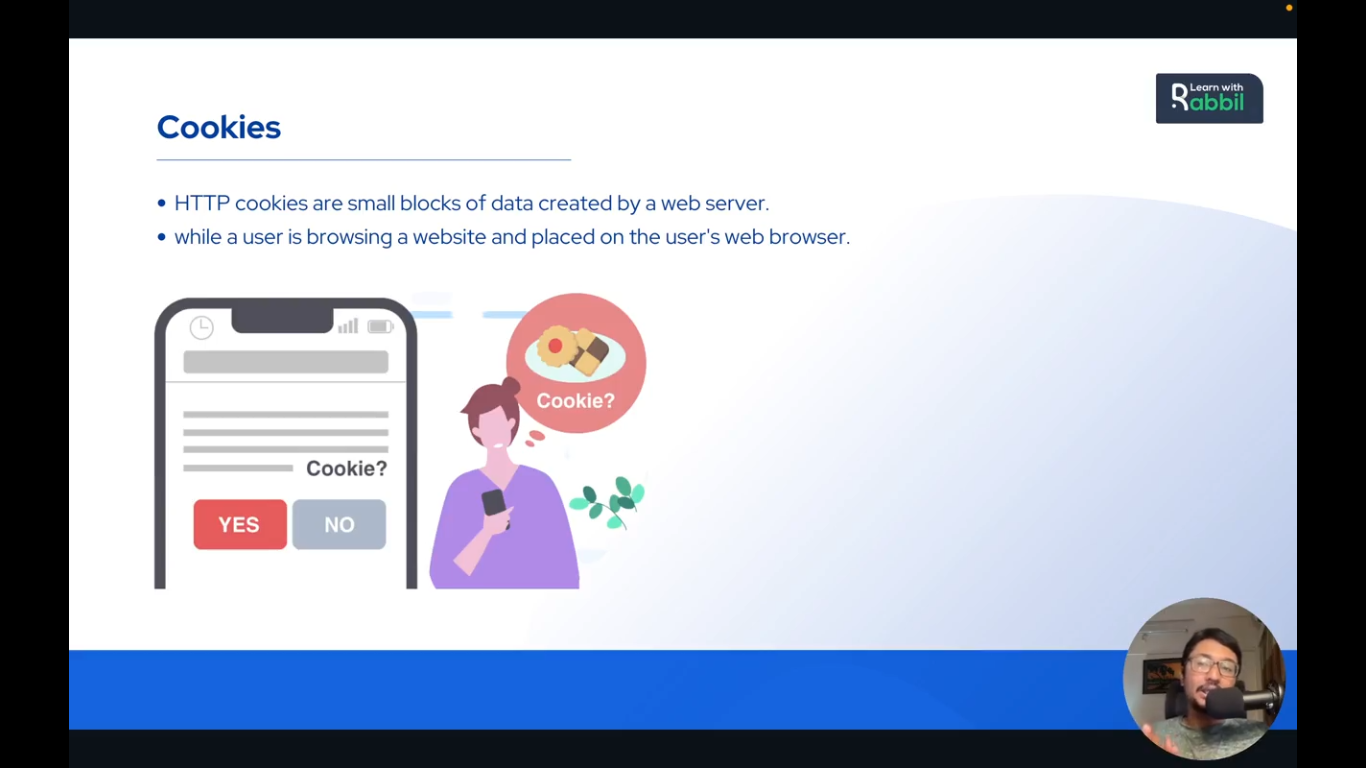 Learn with
Rabbil
Cookies
• HTTP cookies are small blocks of data created by a web server.
• while a user is browsing a website and placed on the user's web browser.
Cookie?
Cookie?
YES NO